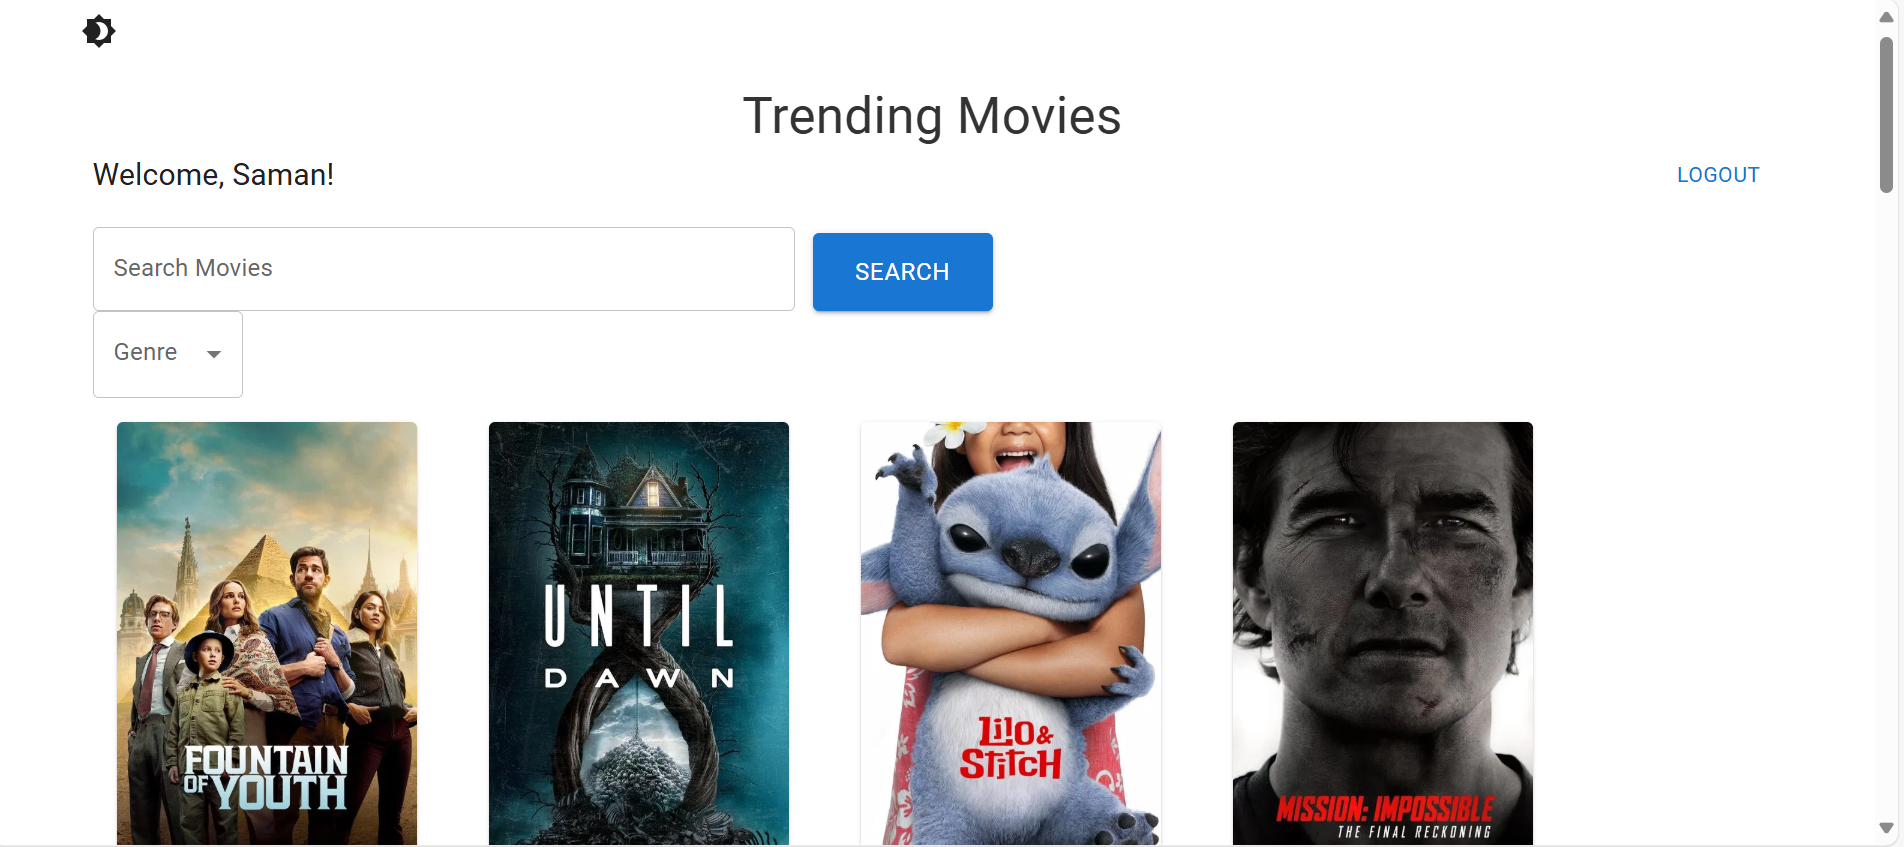 Trending Movies
Welcome, Saman!
LOGOUT
Search Movies
SEARCH
Genre
FOUNTAIN
OF YOUTH
UNTIL
DAWN
Lilo &
Stitch
MISSION: IMPOSSIBLE
THE FINAL RECKONING